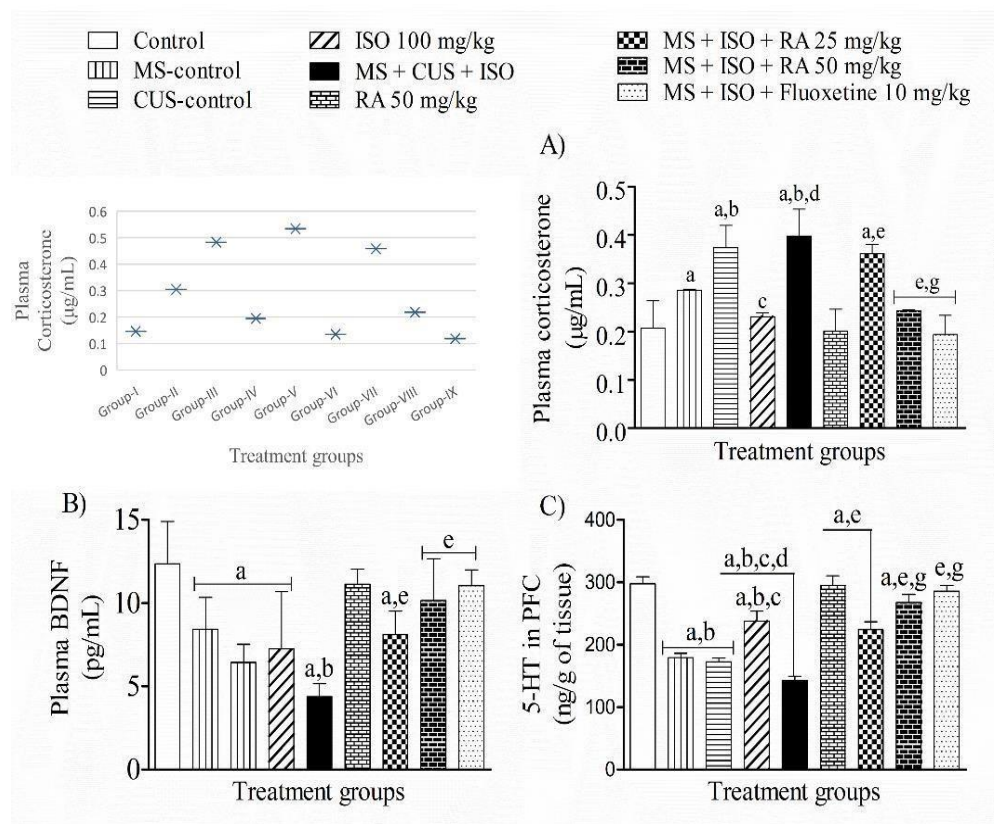 Control
MS-control
CUS-control
ISO 100 mg/kg
MS + CUS + ISO
RA 50 mg/kg
MS + ISO + RA 25 mg/kg
MS + ISO + RA 50 mg/kg
MS + ISO + Fluoxetine 10 mg/kg
Plasma
Corticosterone
(µg/mL)
0.6
0.5
0.4
0.3
0.2
0.1
0
Group-I
Group-II
Group-III
Group-IV
Group-V
Group-VI
Group-VII
Group-VIII
Group-IX
Treatment groups
A)
Plasma corticosterone
(µg/mL)
0.5
0.4
0.3
0.2
0.1
0.0
a
a,b
c
a,b,d
a,e
e,g
Treatment groups
B)
Plasma BDNF
(pg/mL)
15
10
5
0
a
a,b
a,e
e
Treatment groups
C)
5-HT in PFC
(ng/g of tissue)
400
300
200
100
0
a,b
a,b,c
a,b,c,d
a,e
a,e,g
e,g
Treatment groups